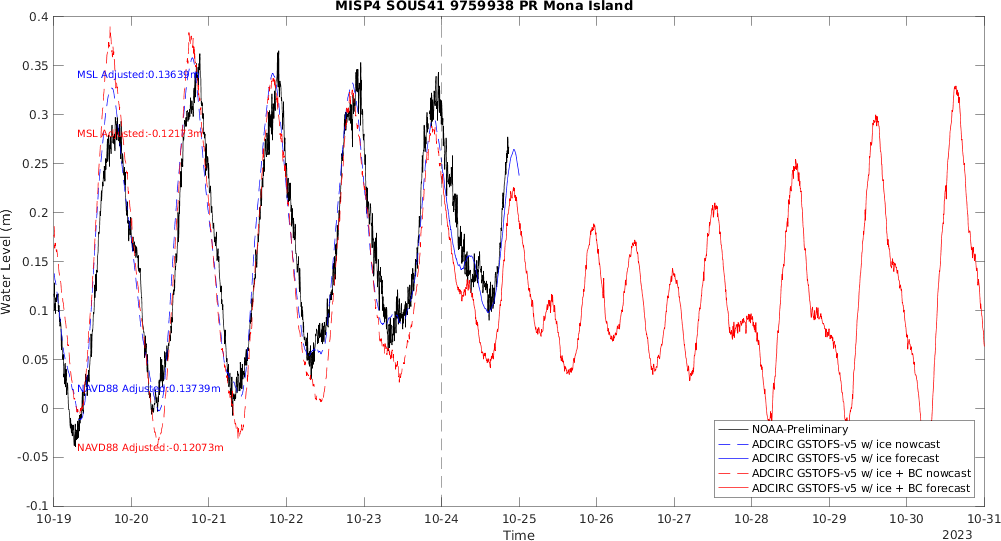 MISP4 SOUS41 9759938 PR Mona Island
0.4
0.35
0.3
0.25
0.2
0.15
0.1
0.05
0
-0.05
-0.1
Water Level (m)
MSL Adjusted:0.13639m
MSL Adjusted:-0.12173m
NAVD88 Adjusted:0.13739m
NAVD88 Adjusted:-0.12073m
NOAA-Preliminary
ADCIRC GSTOFS-v5 w/ ice nowcast
ADCIRC GSTOFS-v5 w/ ice forecast
ADCIRC GSTOFS-v5 w/ ice + BC nowcast
ADCIRC GSTOFS-v5 w/ ice + BC forecast
10-19 10-20 10-21 10-22 10-23 10-24 10-25 10-26 10-27 10-28 10-29 10-30 10-31
Time
2023